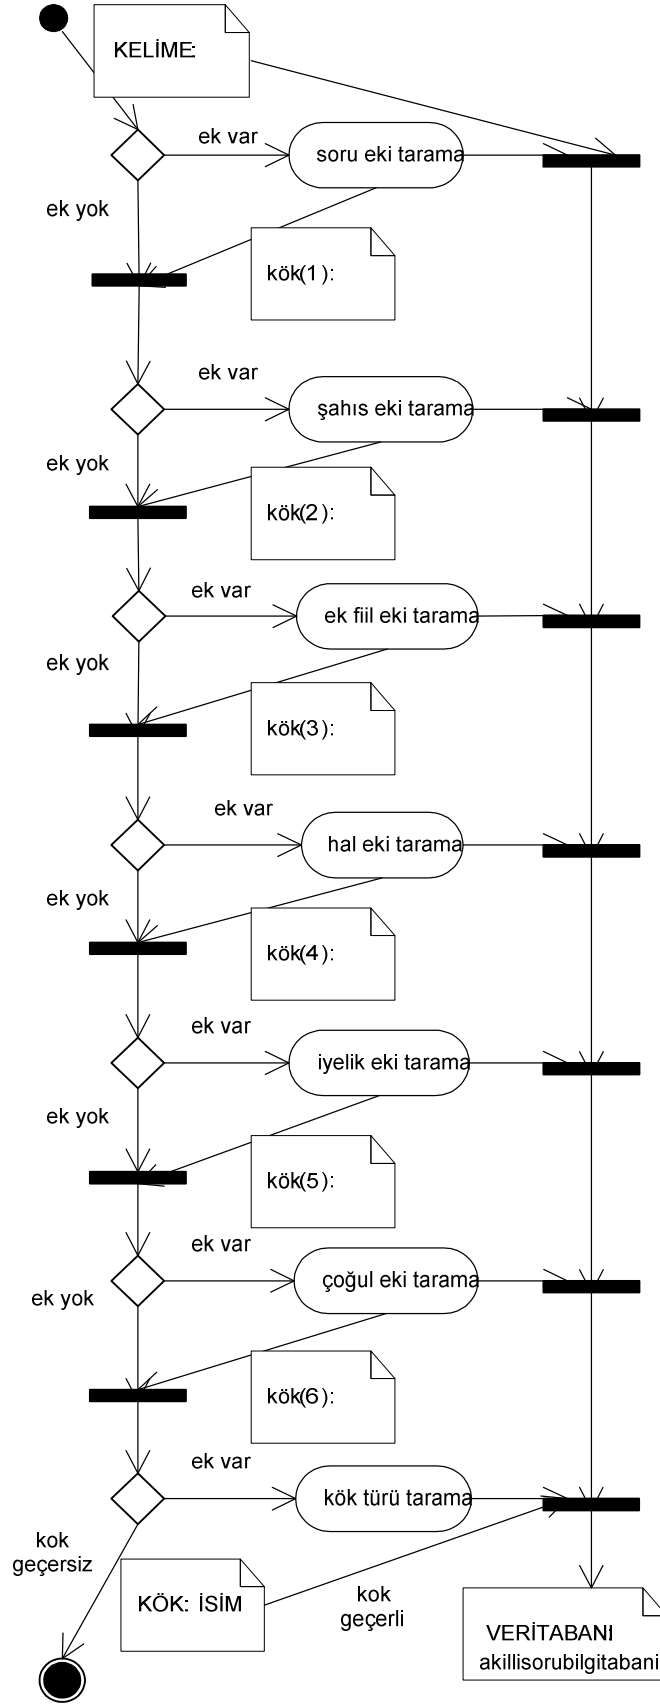 KELİME:
ek var
soru eki tarama
ek yok
kök(1):
ek var
şahıs eki tarama
ek yok
kök(2):
ek var
ek fiil eki tarama
ek yok
kök(3):
ek var
hal eki tarama
ek yok
kök(4):
ek var
iyelik eki tarama
ek yok
kök(5):
ek var
çoğul eki tarama
ek yok
kök(6):
ek var
kök türü tarama
kok
geçersiz
KÖK: İSİM
kok
geçerli
VERİTABANI
akillisorubilgitabani